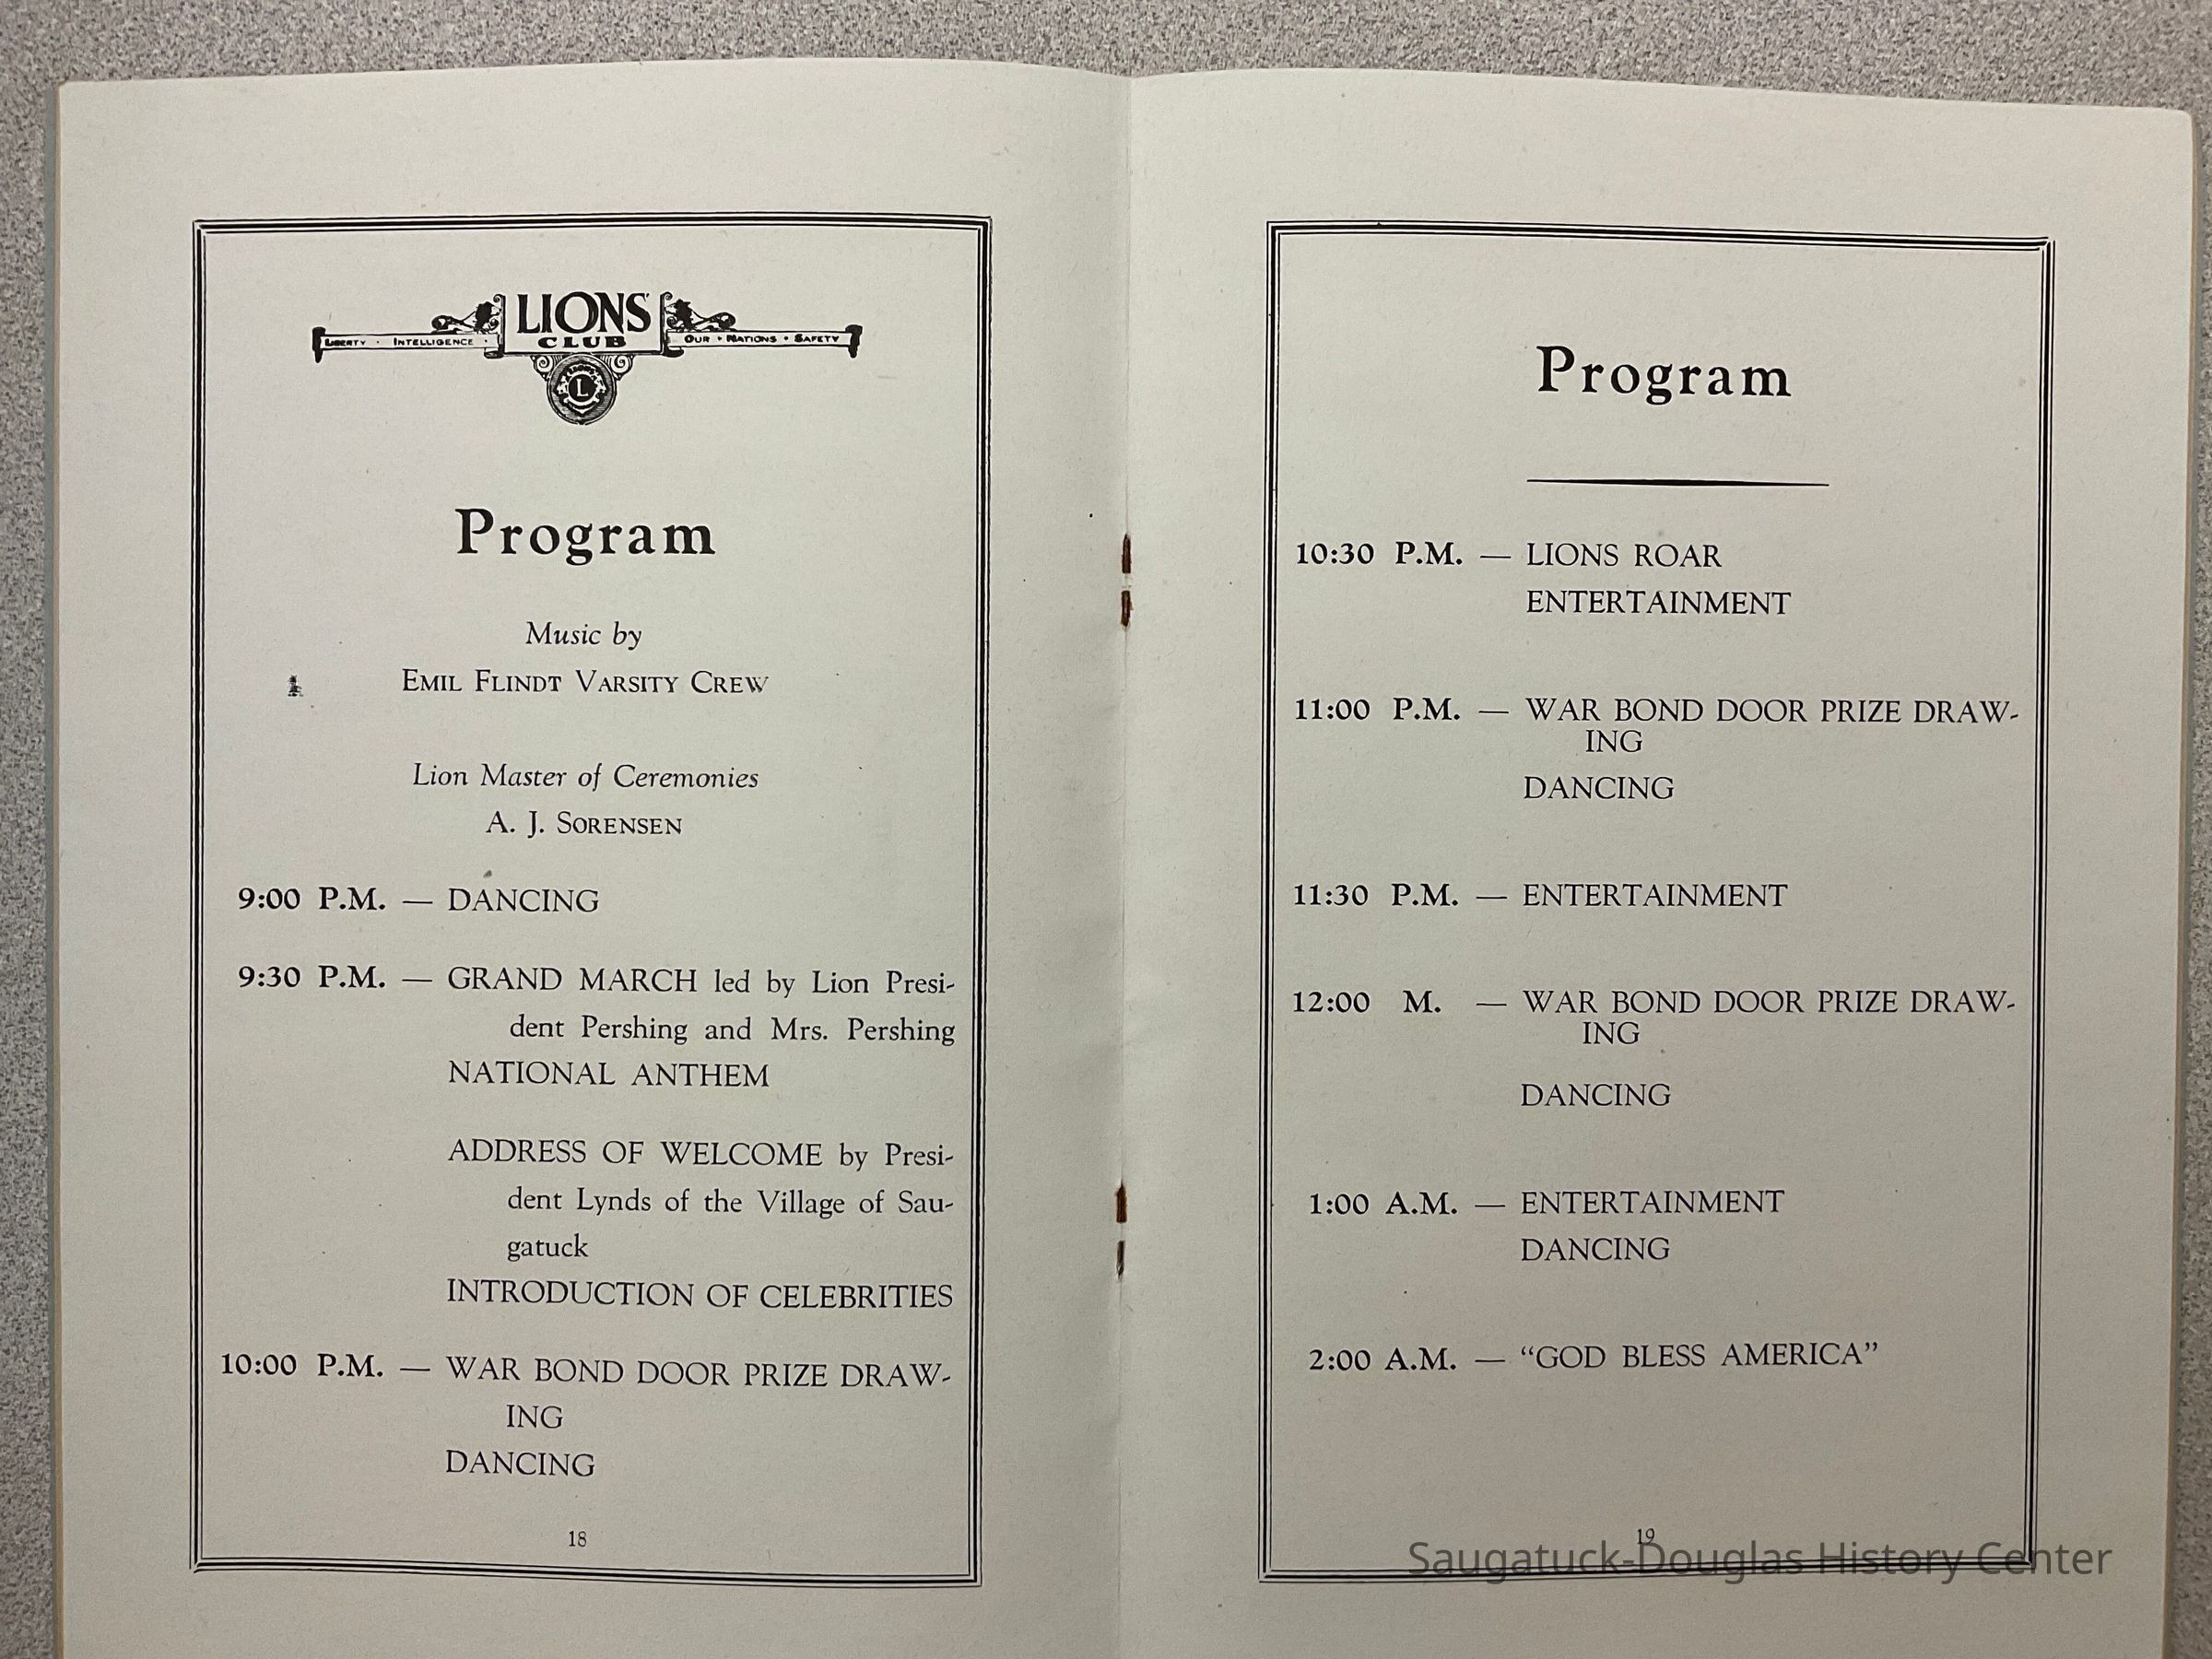 LIONS
CLUB
LIBERTY · INTELLIGENCE · OUR · NATIONS · SAFETY
L
Program
Music by
EMIL FLINDT VARSITY CREW
Lion Master of Ceremonies
A. J. SORENSEN
9:00 P.M. — DANCING
9:30 P.M. — GRAND MARCH led by Lion Presi-
dent Pershing and Mrs. Pershing
NATIONAL ANTHEM
ADDRESS OF WELCOME by Presi-
dent Lynds of the Village of Sau-
gatuck
INTRODUCTION OF CELEBRITIES
10:00 P.M. — WAR BOND DOOR PRIZE DRAW-
ING
DANCING
18
Program
10:30 P.M. — LIONS ROAR
ENTERTAINMENT
11:00 P.M. — WAR BOND DOOR PRIZE DRAW-
ING
DANCING
11:30 P.M. — ENTERTAINMENT
12:00 M. — WAR BOND DOOR PRIZE DRAW-
ING
DANCING
1:00 A.M. — ENTERTAINMENT
DANCING
2:00 A.M. — “GOD BLESS AMERICA”
19
Saugatuck-Douglas History Center